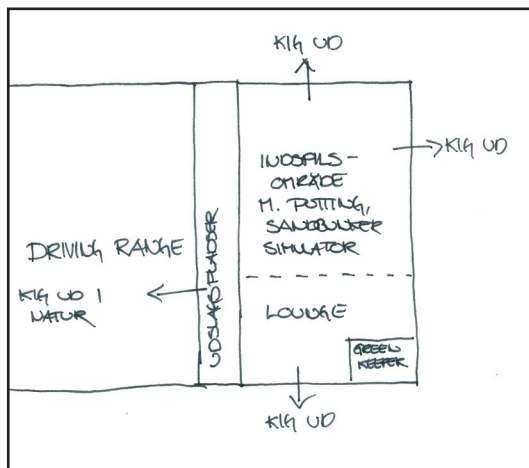 KIG UD
KIG UD
INDSPILS-
OMRÅDE
M. PUTTING,
SANDBUNKER
SIMULATOR
DRIVING RANGE
KIG UD I
NATUR
UDSLAGSPLADSER
LOUNGE
GREEN
KEEPER
KIG UD